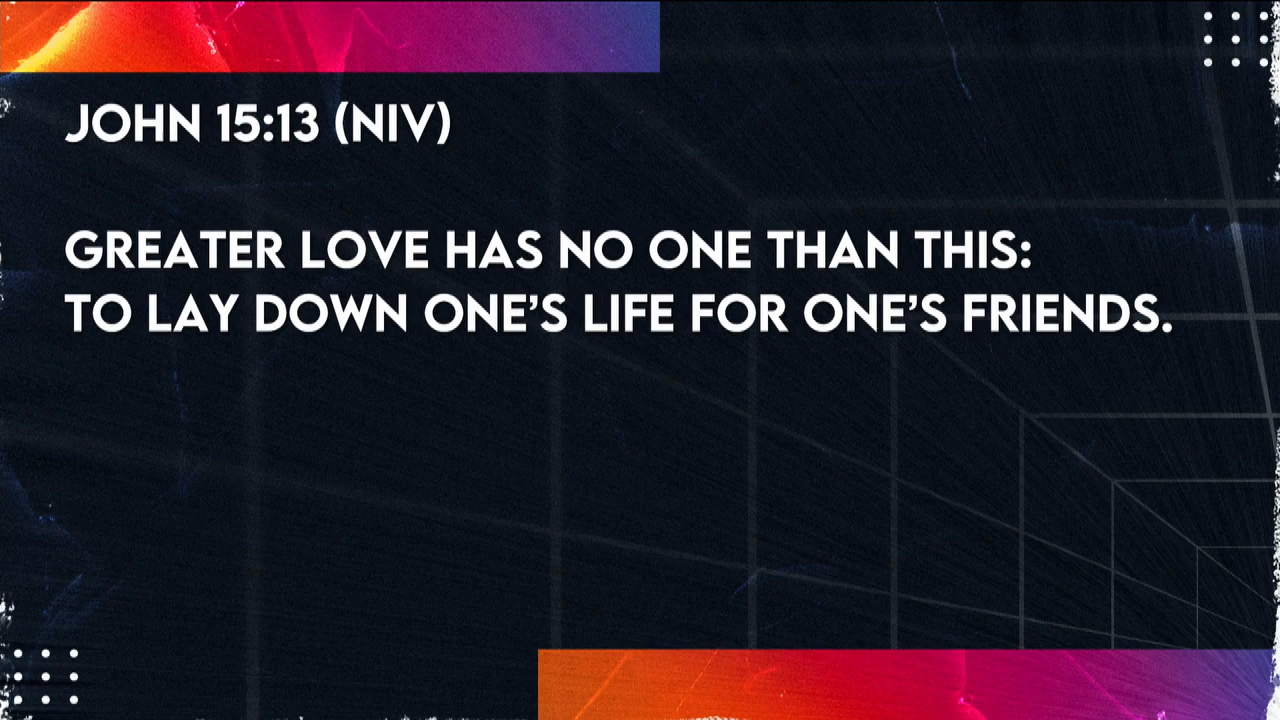 JOHN 15:13 (NIV)
GREATER LOVE HAS NO ONE THAN THIS:
TO LAY DOWN ONE’S LIFE FOR ONE’S FRIENDS.